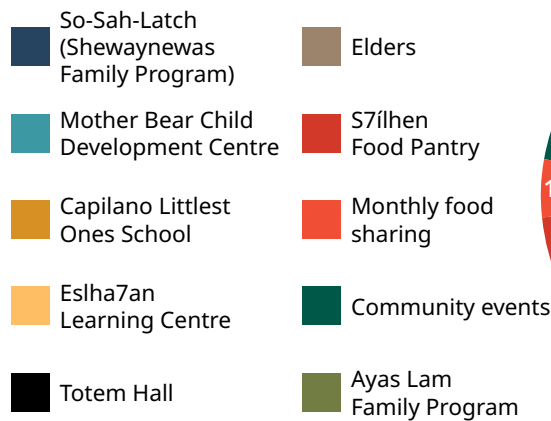 So-Sah-Latch
(Shewaynewas
Family Program)
Mother Bear Child
Development Centre
Capilano Littlest
Ones School
Eslha7an
Learning Centre
Totem Hall
Elders
S7ílhen
Food Pantry
Monthly food
sharing
Community events
Ayas Lam
Family Program